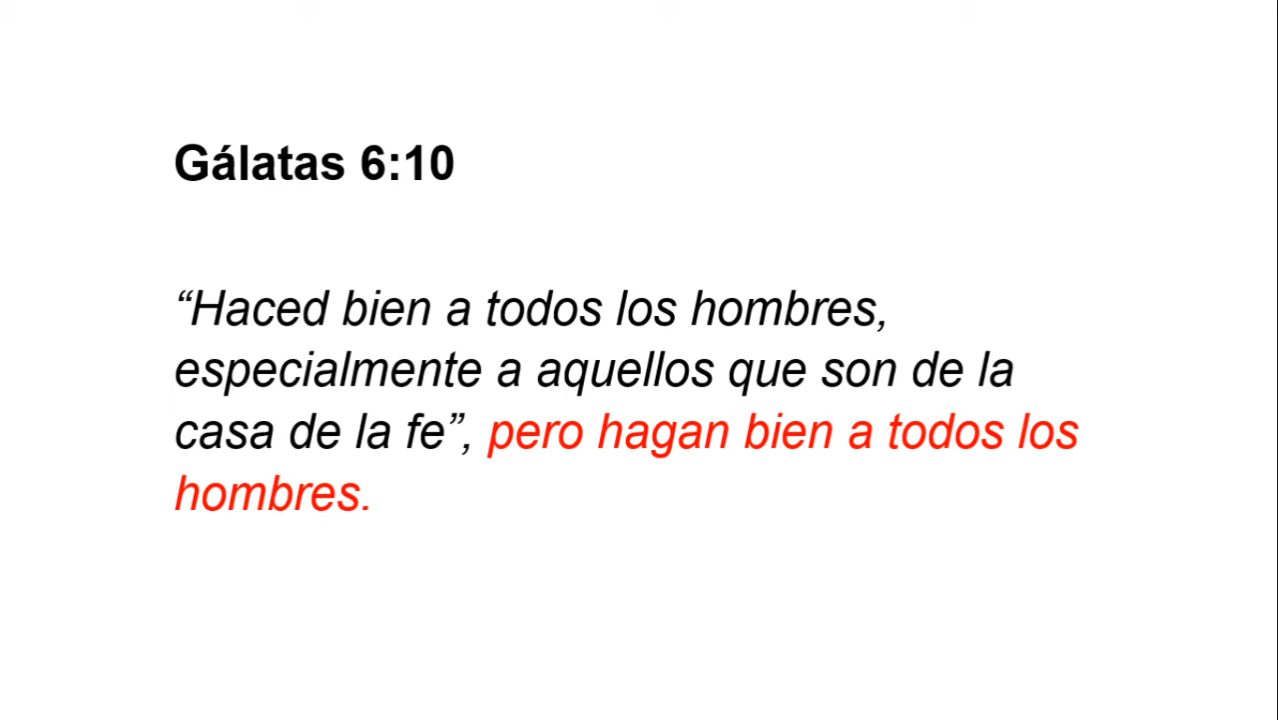 Gálatas 6:10
“Haced bien a todos los hombres,
especialmente a aquellos que son de la
casa de la fe”, pero hagan bien a todos los
hombres.